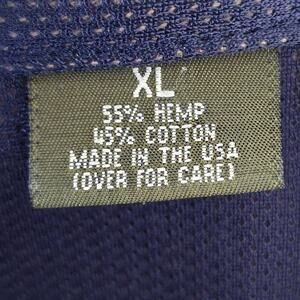 XL
55% HEMP
45% COTTON
MADE IN THE USA
(OVER FOR CARE)